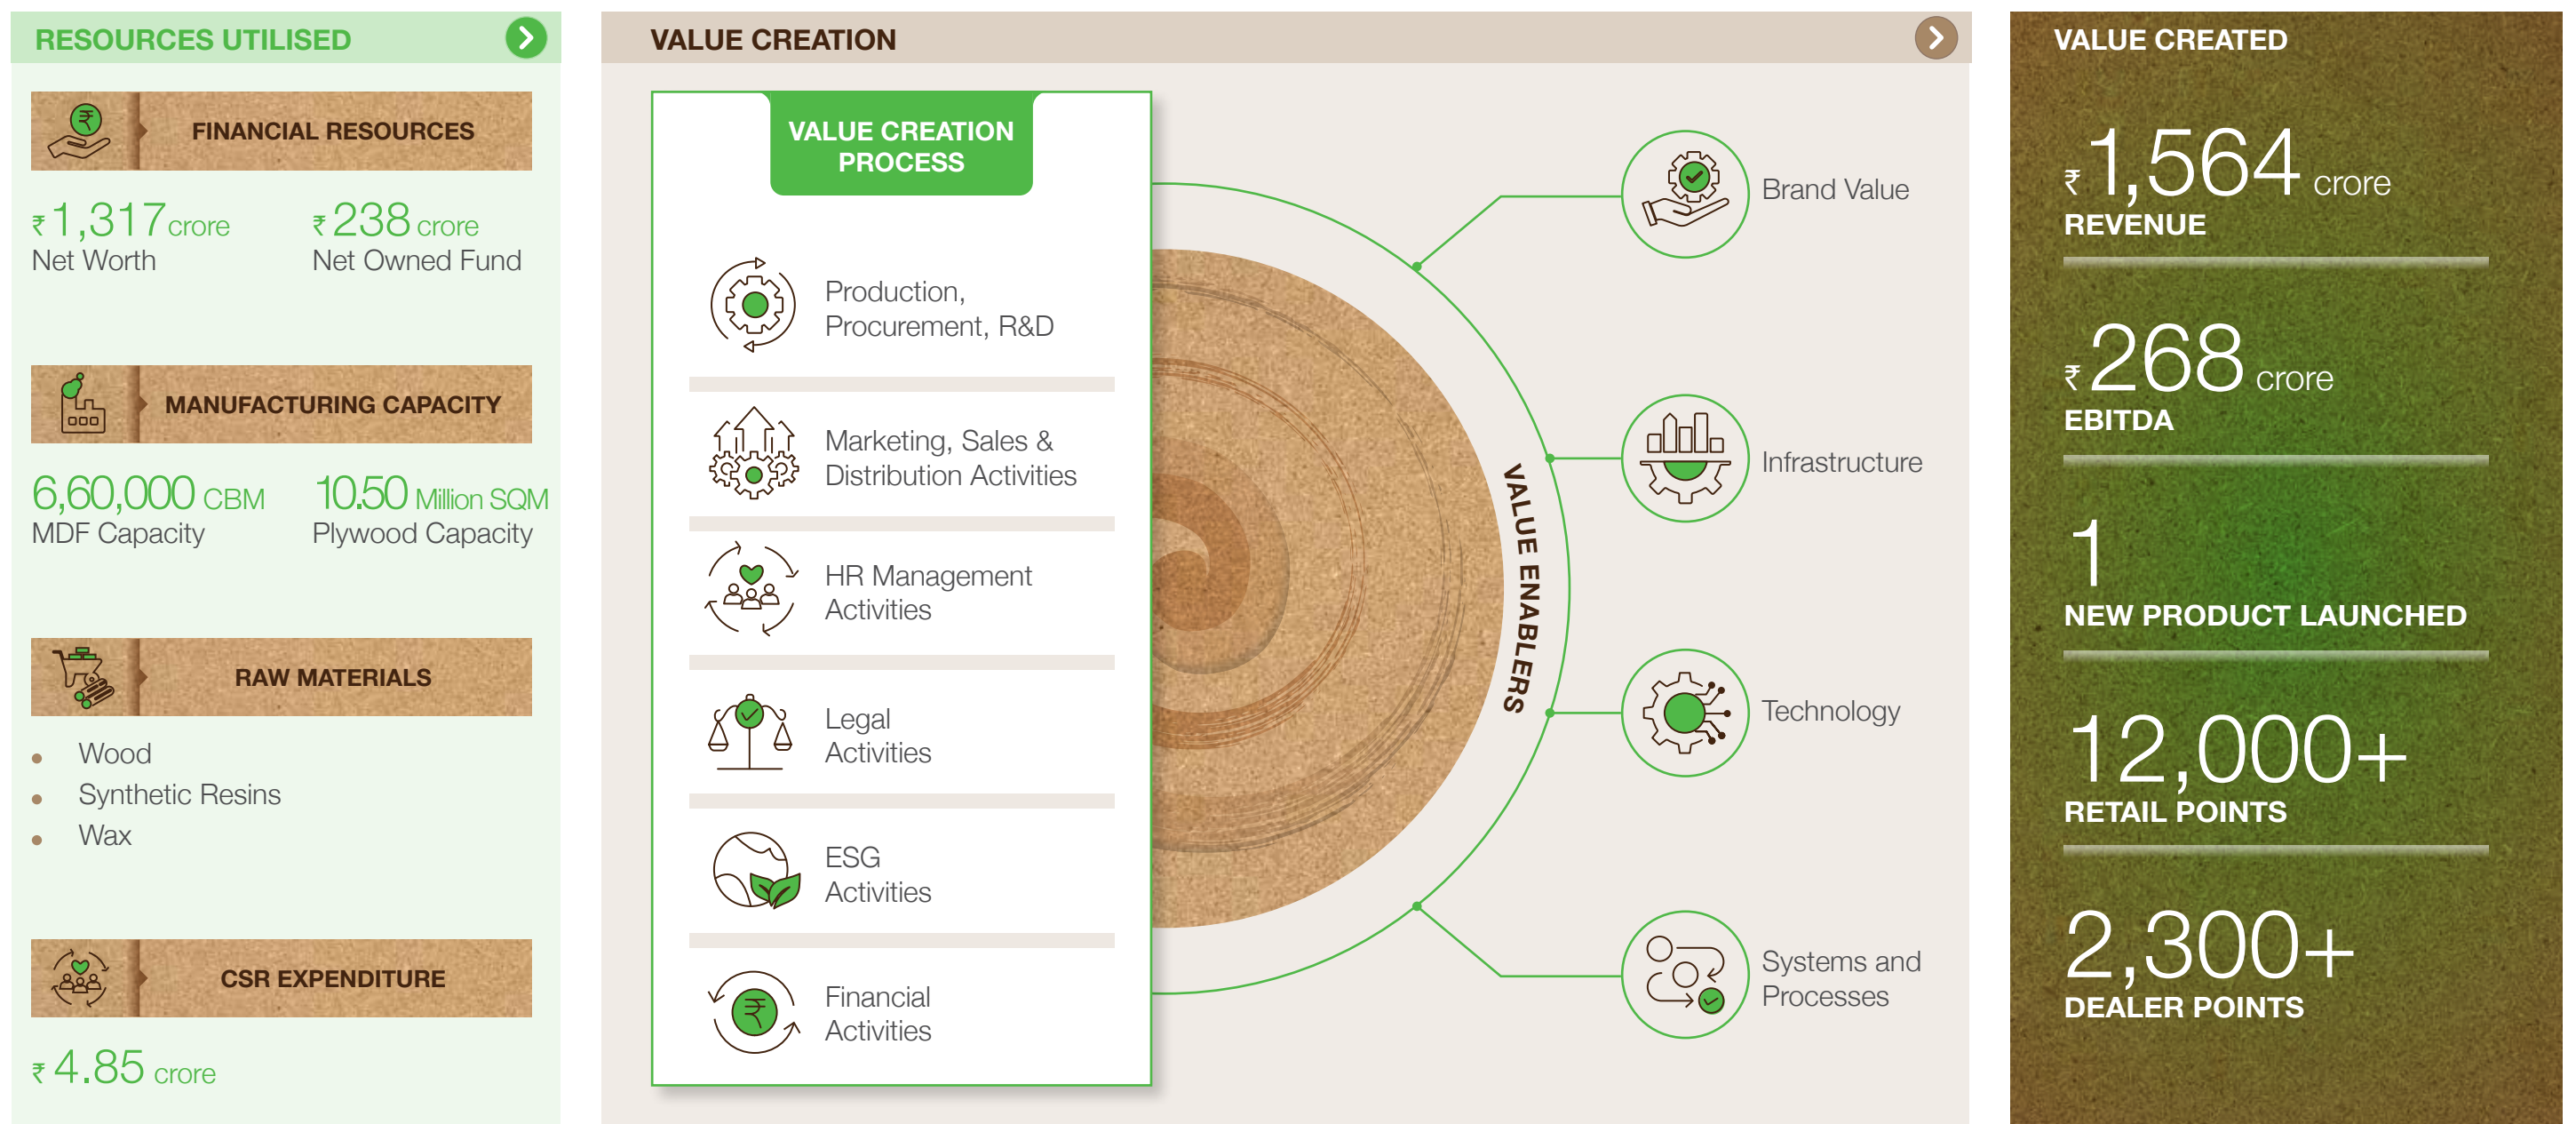 RESOURCES UTILISED
FINANCIAL RESOURCES
₹ 1,317 crore
Net Worth
₹ 238 crore
Net Owned Fund
MANUFACTURING CAPACITY
6,60,000 CBM
MDF Capacity
10.50 Million SQM
Plywood Capacity
RAW MATERIALS
• Wood
• Synthetic Resins
• Wax
CSR EXPENDITURE
₹ 4.85 crore
VALUE CREATION
VALUE CREATION
PROCESS
Production,
Procurement, R&D
Marketing, Sales &
Distribution Activities
HR Management
Activities
Legal
Activities
ESG
Activities
₹
Financial
Activities
VALUE ENABLERS
Brand Value
Infrastructure
Technology
Systems and
Processes
VALUE CREATED
₹ 1,564 crore
REVENUE
₹ 268 crore
EBITDA
1
NEW PRODUCT LAUNCHED
12,000+
RETAIL POINTS
2,300+
DEALER POINTS